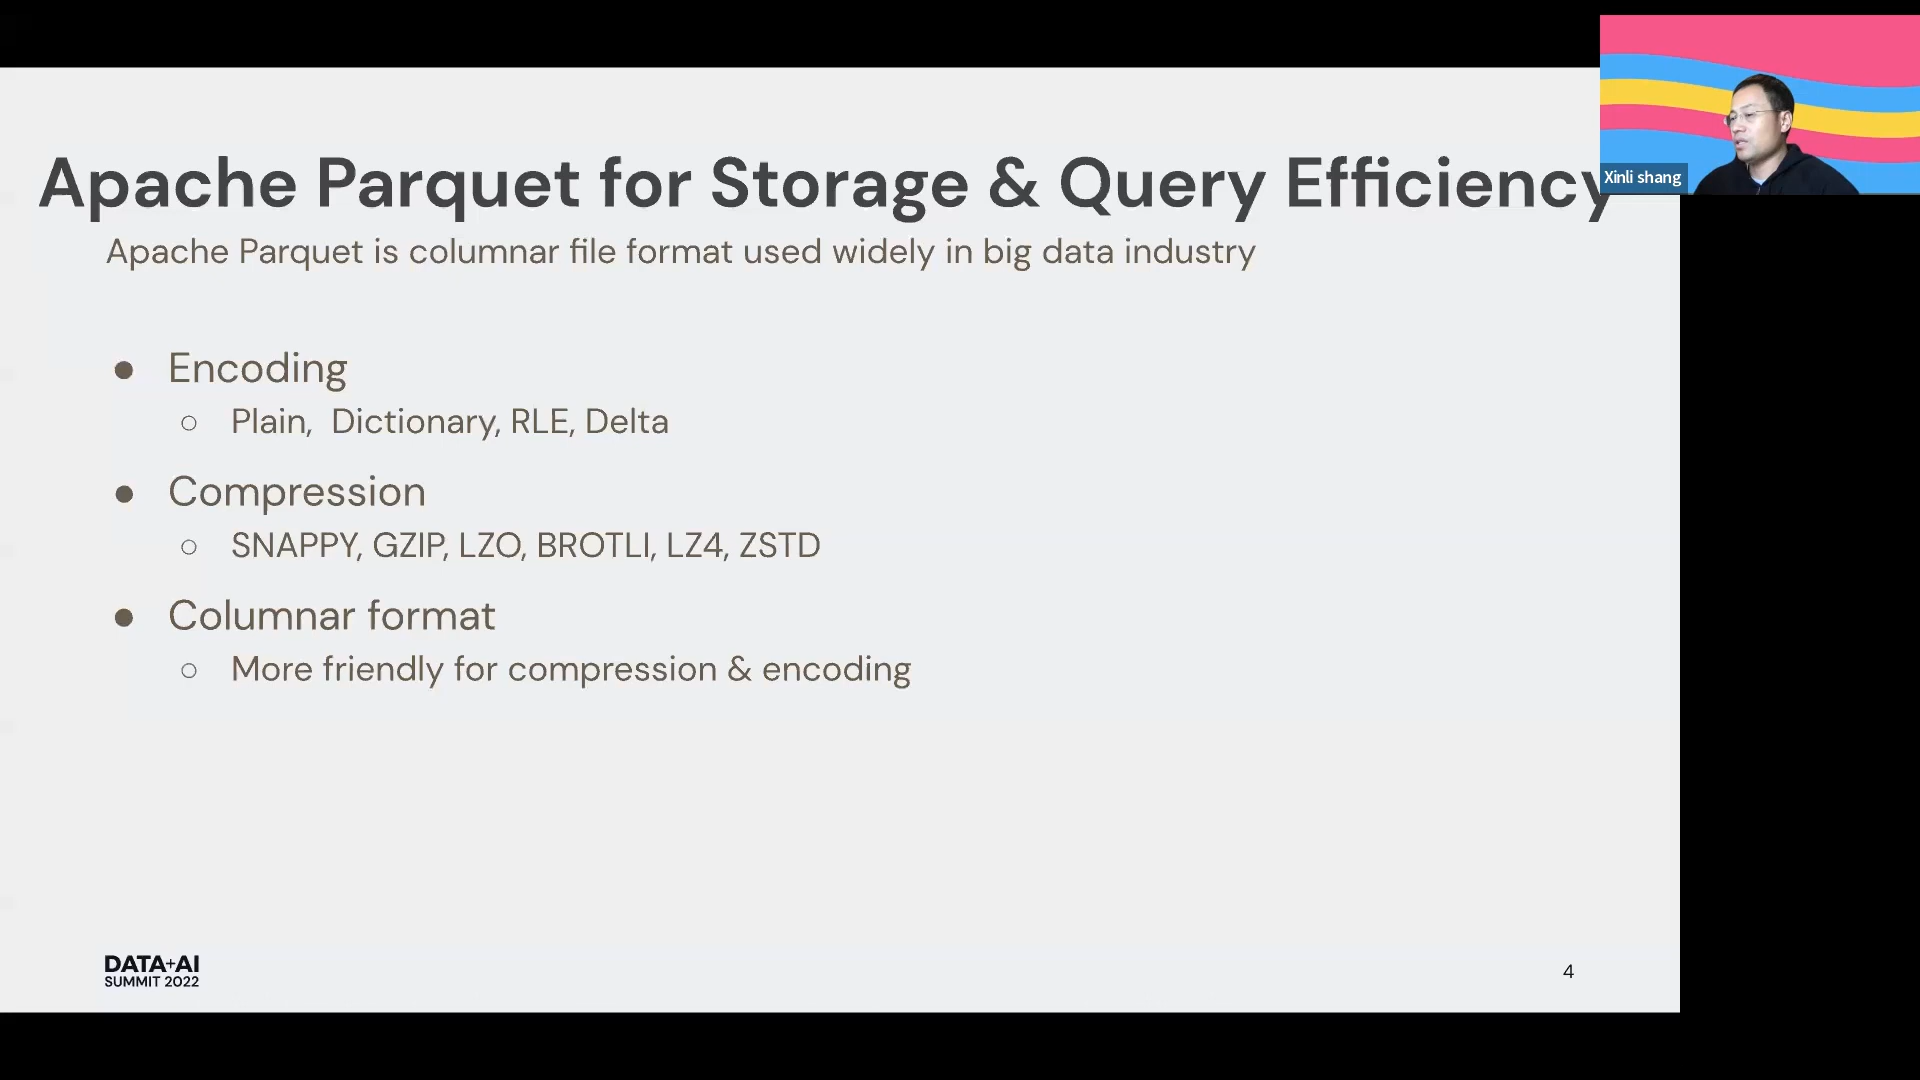 Apache Parquet for Storage & Query Efficiency
Xinli shang
Apache Parquet is columnar file format used widely in big data industry
● Encoding
○ Plain, Dictionary, RLE, Delta
● Compression
○ SNAPPY, GZIP, LZO, BROTLI, LZ4, ZSTD
● Columnar format
○ More friendly for compression & encoding
DATA+AI
SUMMIT 2022
4